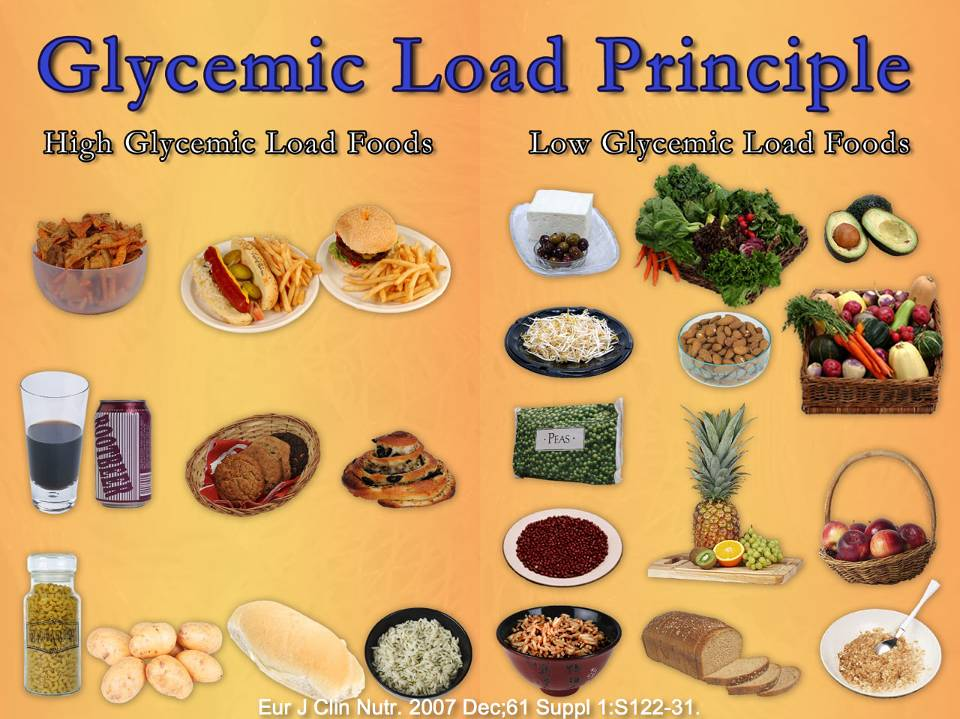 Glycemic Load Principle
High Glycemic Load Foods
Low Glycemic Load Foods
PEAS
Eur J Clin Nutr. 2007 Dec;61 Suppl 1:S122-31.